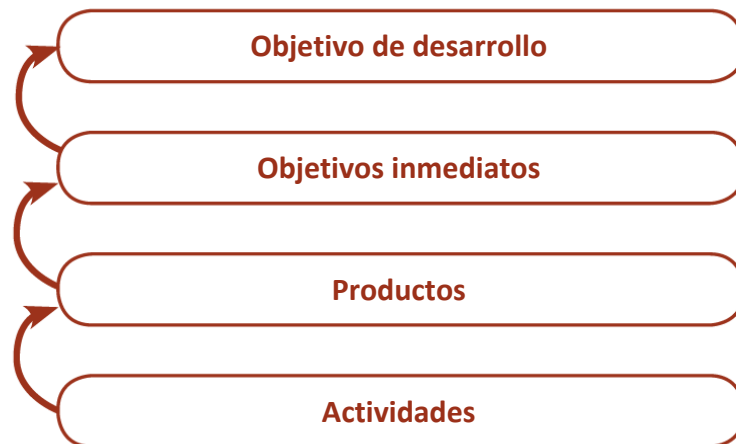 Objetivo de desarrollo
Objetivos inmediatos
Productos
Actividades